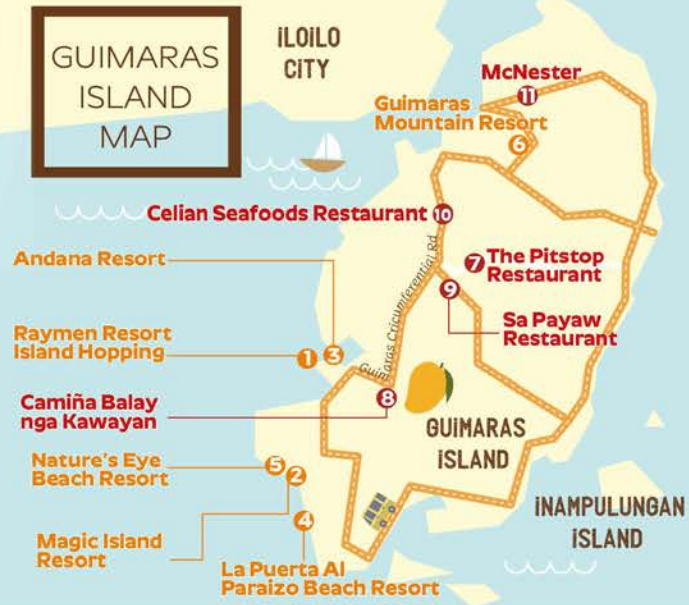 GUIMARAS
ISLAND
MAP
iLOiLO
CiTY
McNester
11
Guimaras
Mountain Resort
6
Celian Seafoods Restaurant
10
Andana Resort
7
The Pitstop
Restaurant
9
Guimaras Cricumferential Rd
Raymen Resort
Island Hopping
1
3
Sa Payaw
Restaurant
Camiña Balay
nga Kawayan
8
GUiMARAS
iSLAND
Nature's Eye
Beach Resort
5
2
iNAMPULUNGAN
iSLAND
Magic Island
Resort
4
La Puerta Al
Paraizo Beach Resort